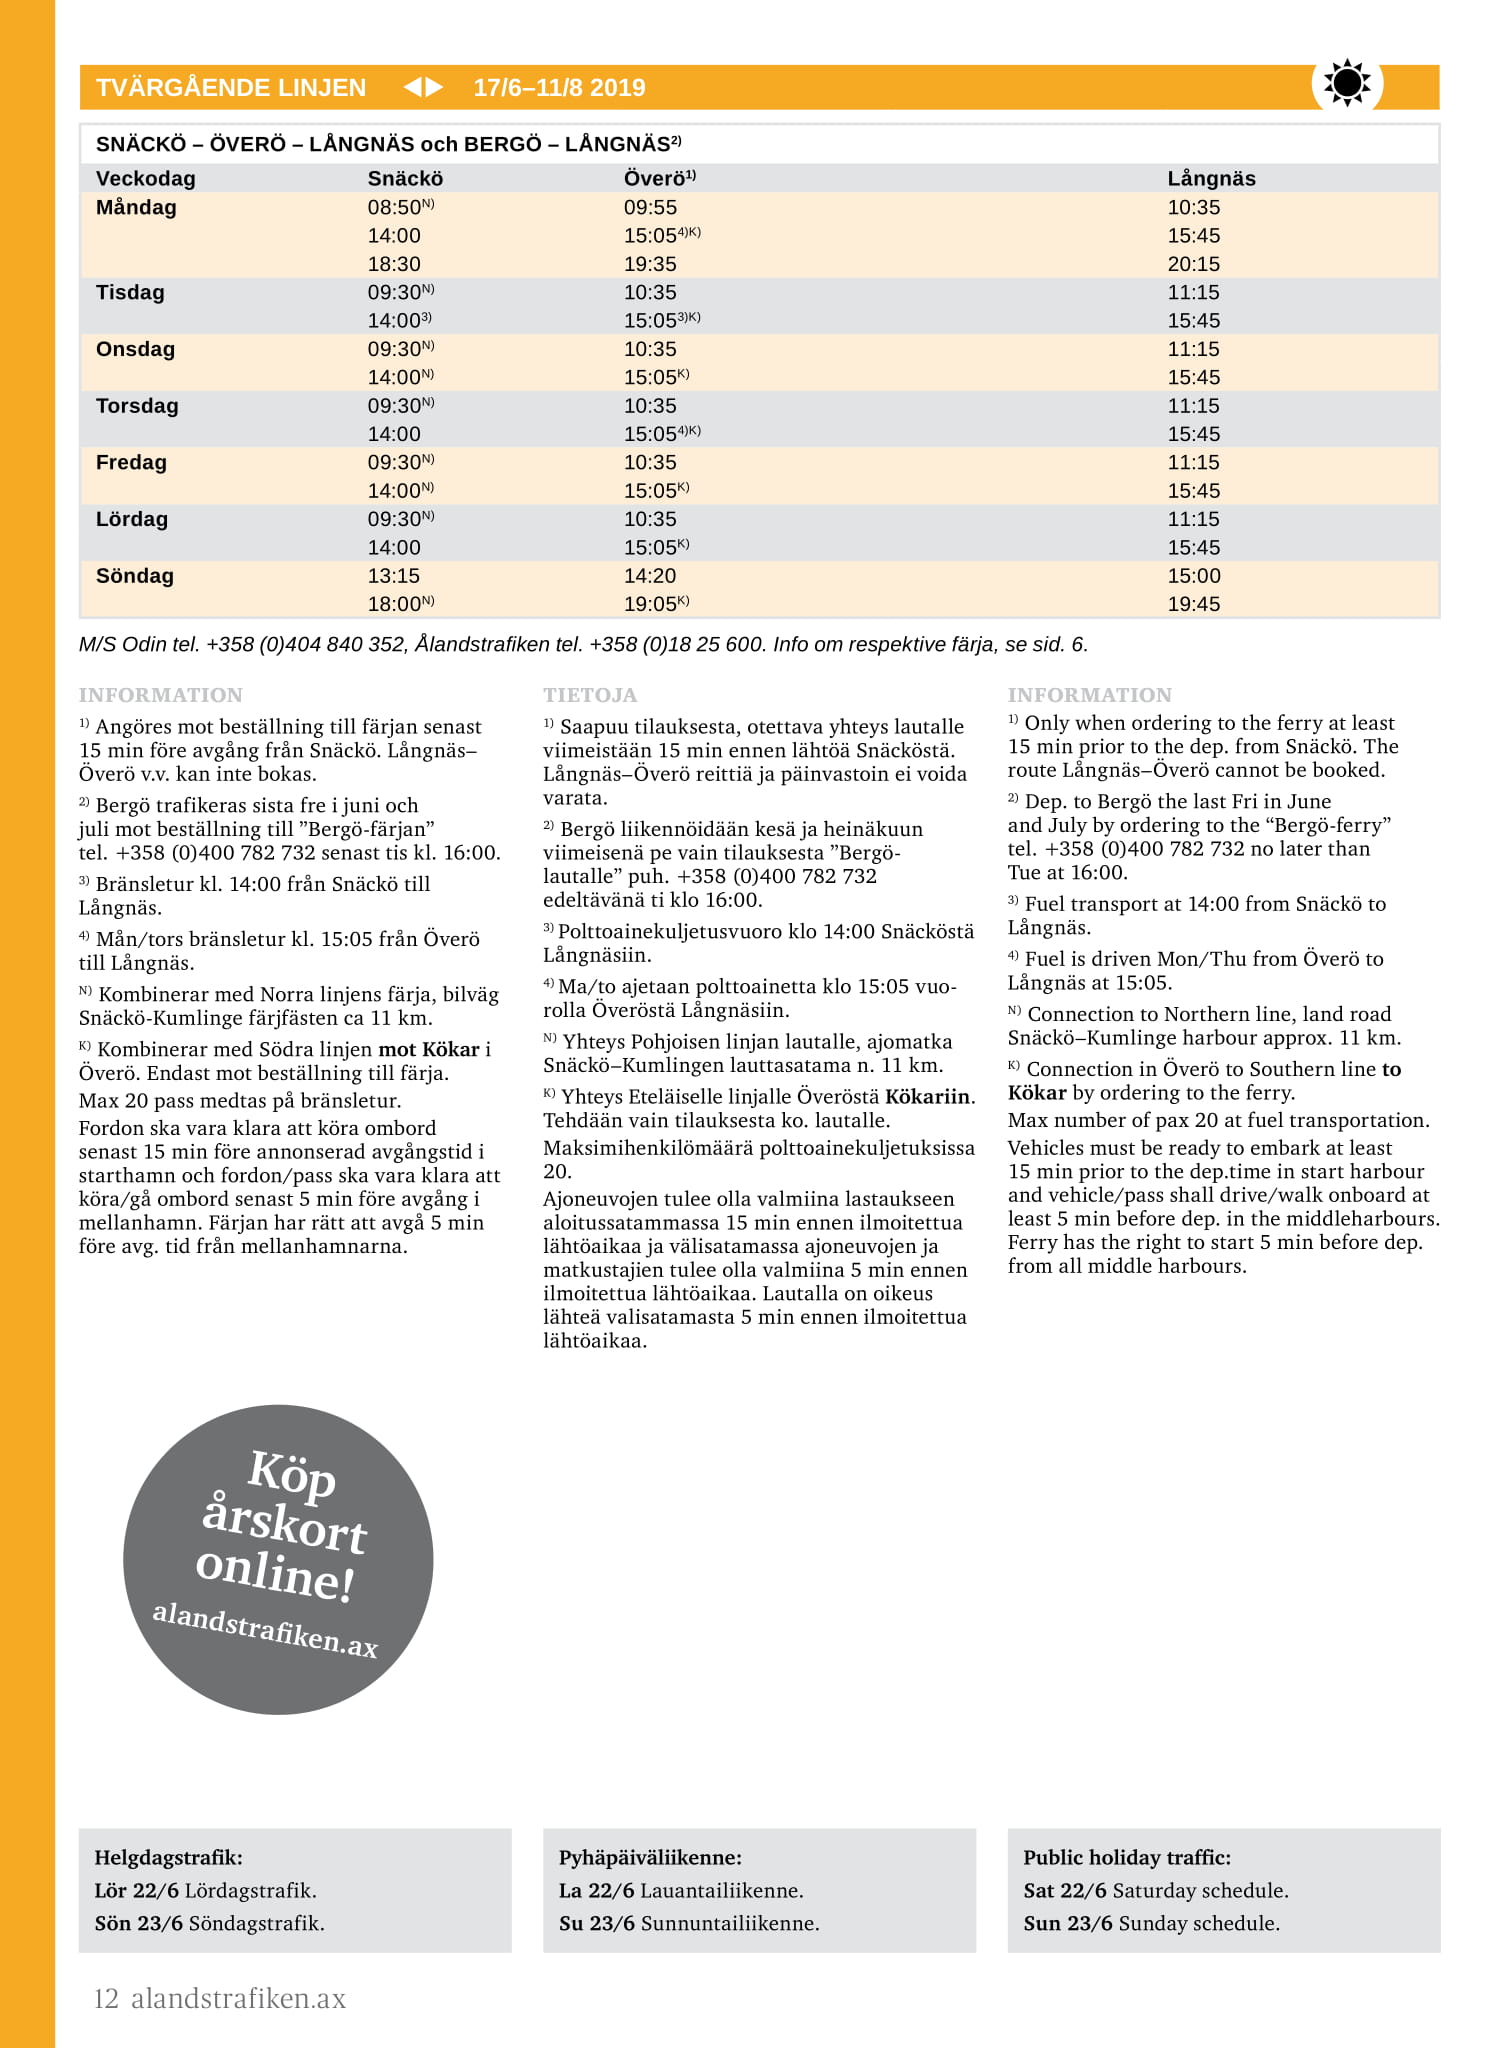 TVÄRGÅENDE LINJEN ◀▶ 17/6–11/8 2019
SNÄCKÖ – ÖVERÖ – LÅNGNÄS och BERGÖ – LÅNGNÄS2)
Veckodag Snäckö Överö1) Långnäs
Måndag 08:50N) 09:55 10:35
14:00 15:054)K) 15:45
18:30 19:35 20:15
Tisdag 09:30N) 10:35 11:15
14:003) 15:053)K) 15:45
Onsdag 09:30N) 10:35 11:15
14:00N) 15:05K) 15:45
Torsdag 09:30N) 10:35 11:15
14:00 15:054)K) 15:45
Fredag 09:30N) 10:35 11:15
14:00N) 15:05K) 15:45
Lördag 09:30N) 10:35 11:15
14:00 15:05K) 15:45
Söndag 13:15 14:20 15:00
18:00N) 19:05K) 19:45
M/S Odin tel. +358 (0)404 840 352, Ålandstrafiken tel. +358 (0)18 25 600. Info om respektive färja, se sid. 6.
INFORMATION
1) Angöres mot beställning till färjan senast
15 min före avgång från Snäckö. Långnäs–
Överö v.v. kan inte bokas.
2) Bergö trafikeras sista fre i juni och
juli mot beställning till ”Bergö-färjan”
tel. +358 (0)400 782 732 senast tis kl. 16:00.
3) Bränsletur kl. 14:00 från Snäckö till
Långnäs.
4) Mån/tors bränsletur kl. 15:05 från Överö
till Långnäs.
N) Kombinerar med Norra linjens färja, bilväg
Snäckö-Kumlinge färjfästen ca 11 km.
K) Kombinerar med Södra linjen mot Kökar i
Överö. Endast mot beställning till färja.
Max 20 pass medtas på bränsletur.
Fordon ska vara klara att köra ombord
senast 15 min före annonserad avgångstid i
starthamn och fordon/pass ska vara klara att
köra/gå ombord senast 5 min före avgång i
mellanhamn. Färjan har rätt att avgå 5 min
före avg. tid från mellanhamnarna.
TIETOJA
1) Saapuu tilauksesta, otettava yhteys lautalle
viimeistään 15 min ennen lähtöä Snäcköstä.
Långnäs–Överö reittiä ja päinvastoin ei voida
varata.
2) Bergö liikennöidään kesä ja heinäkuun
viimeisenä pe vain tilauksesta ”Bergö-
lautalle” puh. +358 (0)400 782 732
edeltävänä ti klo 16:00.
3) Polttoainekuljetusvuoro klo 14:00 Snäcköstä
Långnäsiin.
4) Ma/to ajetaan polttoainetta klo 15:05 vuo-
rolla Överöstä Långnäsiin.
N) Yhteys Pohjoisen linjan lautalle, ajomatka
Snäckö–Kumlingen lauttasatama n. 11 km.
K) Yhteys Eteläiselle linjalle Överöstä Kökariin.
Tehdään vain tilauksesta ko. lautalle.
Maksimihenkilömäärä polttoainekuljetuksissa
20.
Ajoneuvojen tulee olla valmiina lastaukseen
aloitussatammassa 15 min ennen ilmoitettua
lähtöaikaa ja välisatamassa ajoneuvojen ja
matkustajien tulee olla valmiina 5 min ennen
ilmoitettua lähtöaikaa. Lautalla on oikeus
lähteä valisatamasta 5 min ennen ilmoitettua
lähtöaikaa.
INFORMATION
1) Only when ordering to the ferry at least
15 min prior to the dep. from Snäckö. The
route Långnäs–Överö cannot be booked.
2) Dep. to Bergö the last Fri in June
and July by ordering to the “Bergö-ferry”
tel. +358 (0)400 782 732 no later than
Tue at 16:00.
3) Fuel transport at 14:00 from Snäckö to
Långnäs.
4) Fuel is driven Mon/Thu from Överö to
Långnäs at 15:05.
N) Connection to Northern line, land road
Snäckö–Kumlinge harbour approx. 11 km.
K) Connection in Överö to Southern line to
Kökar by ordering to the ferry.
Max number of pax 20 at fuel transportation.
Vehicles must be ready to embark at least
15 min prior to the dep.time in start harbour
and vehicle/pass shall drive/walk onboard at
least 5 min before dep. in the middleharbours.
Ferry has the right to start 5 min before dep.
from all middle harbours.
Köp
årskort
online!
alandstrafiken.ax
Helgdagstrafik:
Lör 22/6 Lördagstrafik.
Sön 23/6 Söndagstrafik.
Pyhäpäiväliikenne:
La 22/6 Lauantailiikenne.
Su 23/6 Sunnuntailiikenne.
Public holiday traffic:
Sat 22/6 Saturday schedule.
Sun 23/6 Sunday schedule.
12 alandstrafiken.ax